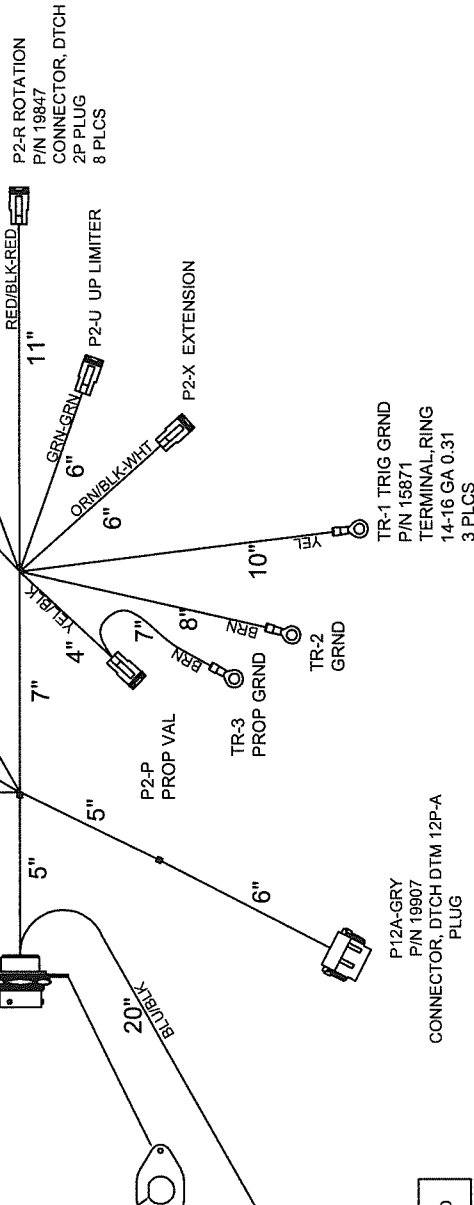 P2-R ROTATION
P/N 19847
CONNECTOR, DTCH
2P PLUG
8 PLCS
RED/BLK-RED
11"
P2-U UP LIMITER
GRN-GRN
6"
P2-X EXTENSION
ORN/BLK-WHT
6"
TR-1 TRIG GRND
P/N 15871
TERMINAL,RING
14-16 GA 0.31
3 PLCS
YEL
10"
8"
BRN
TR-2
GRND
YEL/BLK
4"
7"
BRN
TR-3
PROP GRND
P2-P
PROP VAL
7"
5"
5"
6"
P12A-GRY
P/N 19907
CONNECTOR, DTCH DTM 12P-A
PLUG
20"
BLU/BLK